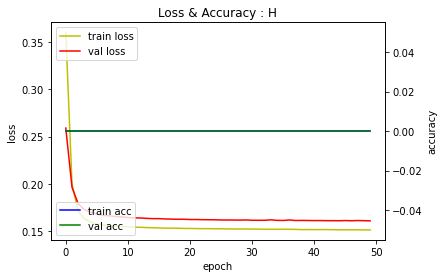 Loss & Accuracy : H
train loss
val loss
train acc
val acc
0.35
0.30
0.25
0.20
0.15
loss
0.04
0.02
0.00
−0.02
−0.04
accuracy
0 10 20 30 40 50
epoch